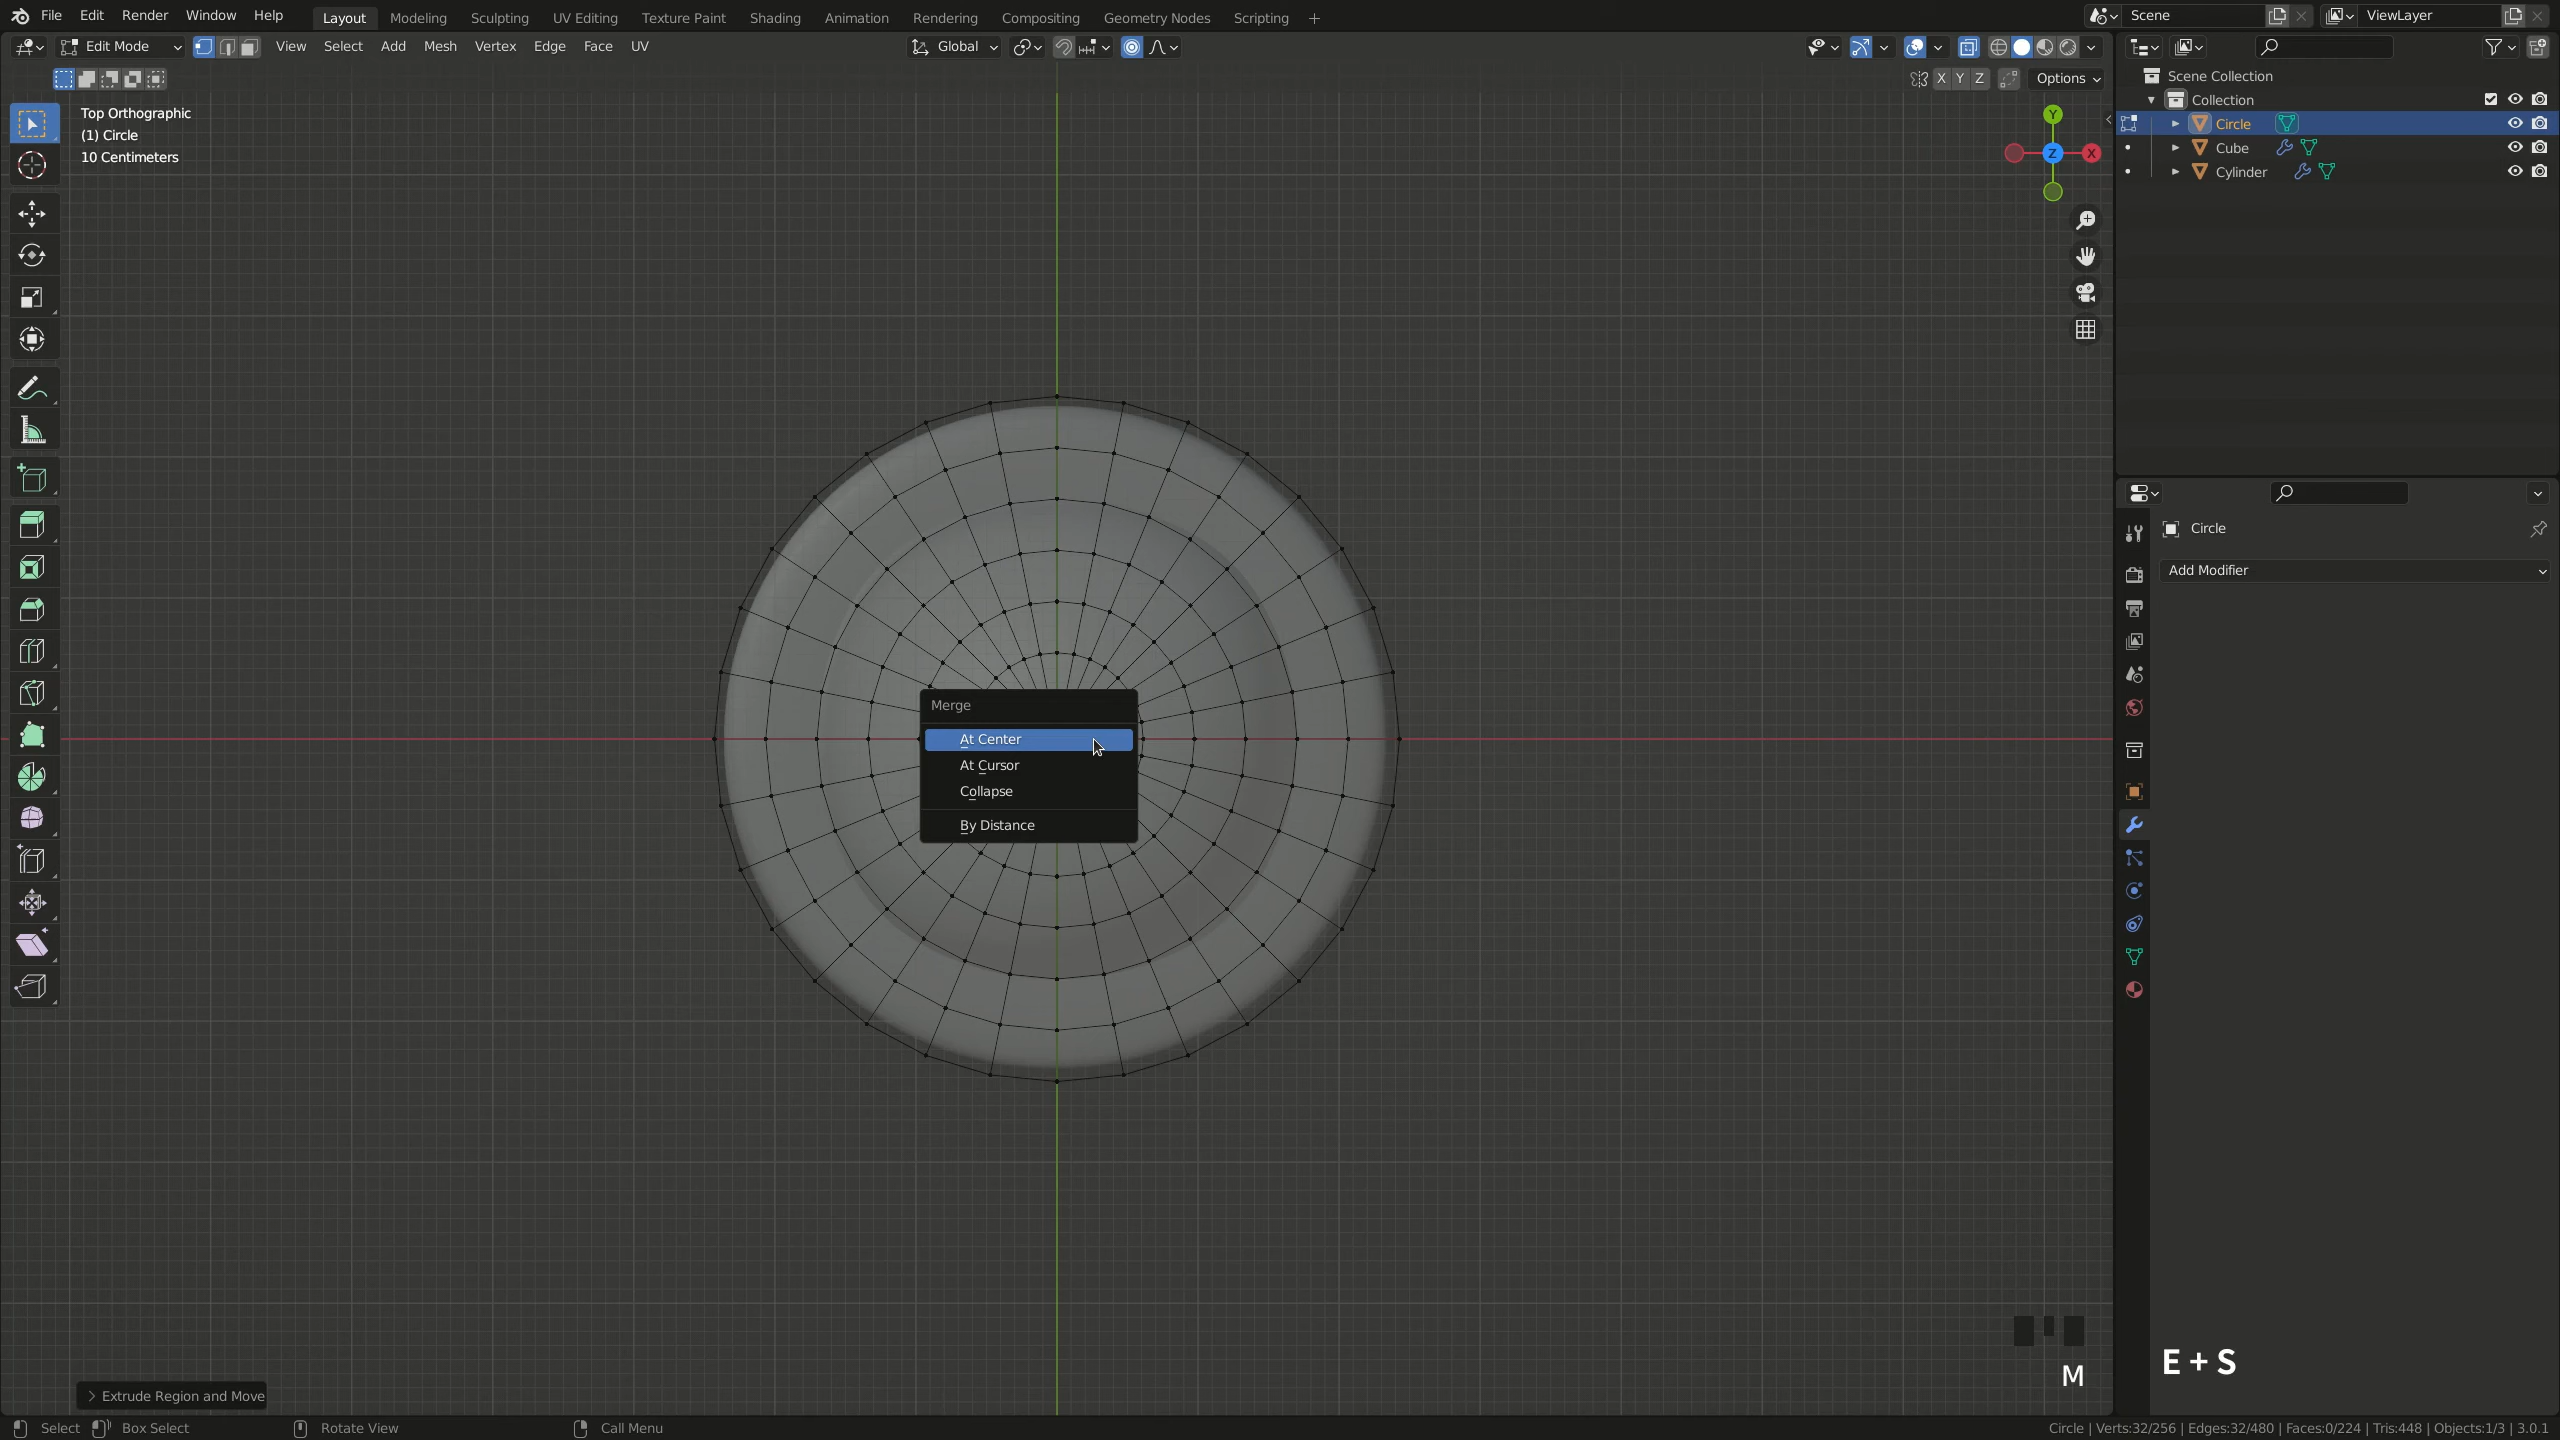 File Edit Render Window Help Layout Modeling Sculpting UV Editing Texture Paint Shading Animation Rendering Compositing Geometry Nodes Scripting + Scene ViewLayer
Edit Mode View Select Add Mesh Vertex Edge Face UV Global
X Y Z Options
Top Orthographic
(1) Circle
10 Centimeters
Y
Z X
Scene Collection
Collection
Circle
Cube
Cylinder
Circle
Add Modifier
Merge
At Center
At Cursor
Collapse
By Distance
E + S
M
Extrude Region and Move
Select Box Select Rotate View Call Menu Circle | Verts:32/256 | Edges:32/480 | Faces:0/224 | Tris:448 | Objects:1/3 | 3.0.1